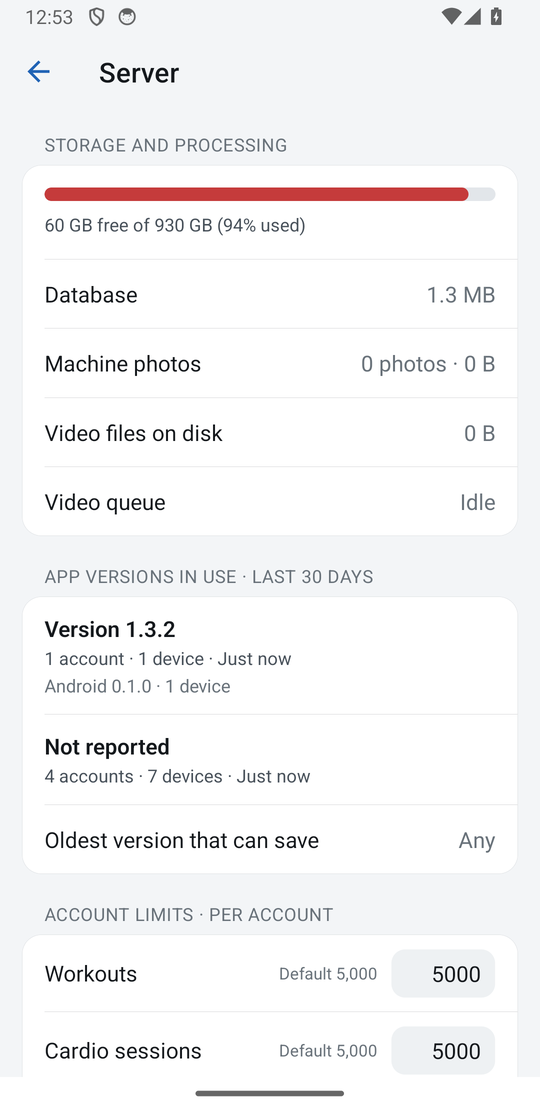 12:53
Server
STORAGE AND PROCESSING
60 GB free of 930 GB (94% used)
Database 1.3 MB
Machine photos 0 photos · 0 B
Video files on disk 0 B
Video queue Idle
APP VERSIONS IN USE · LAST 30 DAYS
Version 1.3.2
1 account · 1 device · Just now
Android 0.1.0 · 1 device
Not reported
4 accounts · 7 devices · Just now
Oldest version that can save Any
ACCOUNT LIMITS · PER ACCOUNT
Workouts Default 5,000 5000
Cardio sessions Default 5,000 5000